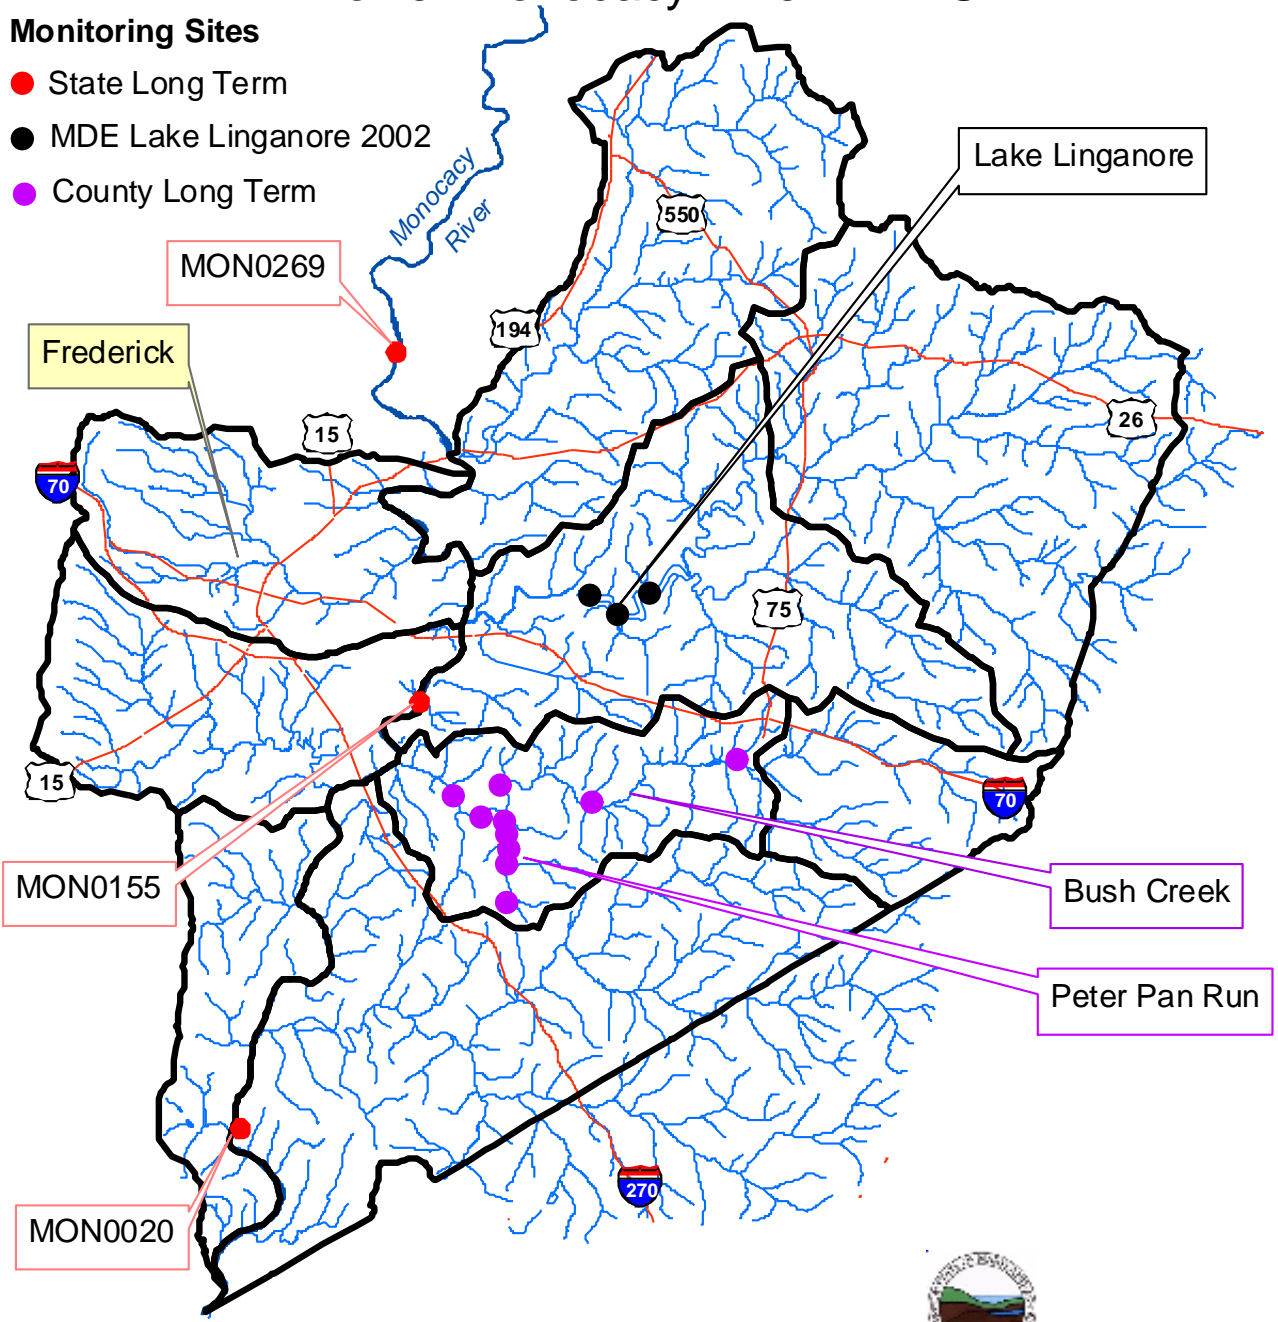 Monitoring Sites
State Long Term
MDE Lake Linganore 2002
County Long Term
Monocacy
River
Lake Linganore
550
MON0269
194
Frederick
15
26
70
75
15
70
MON0155
Bush Creek
Peter Pan Run
270
MON0020